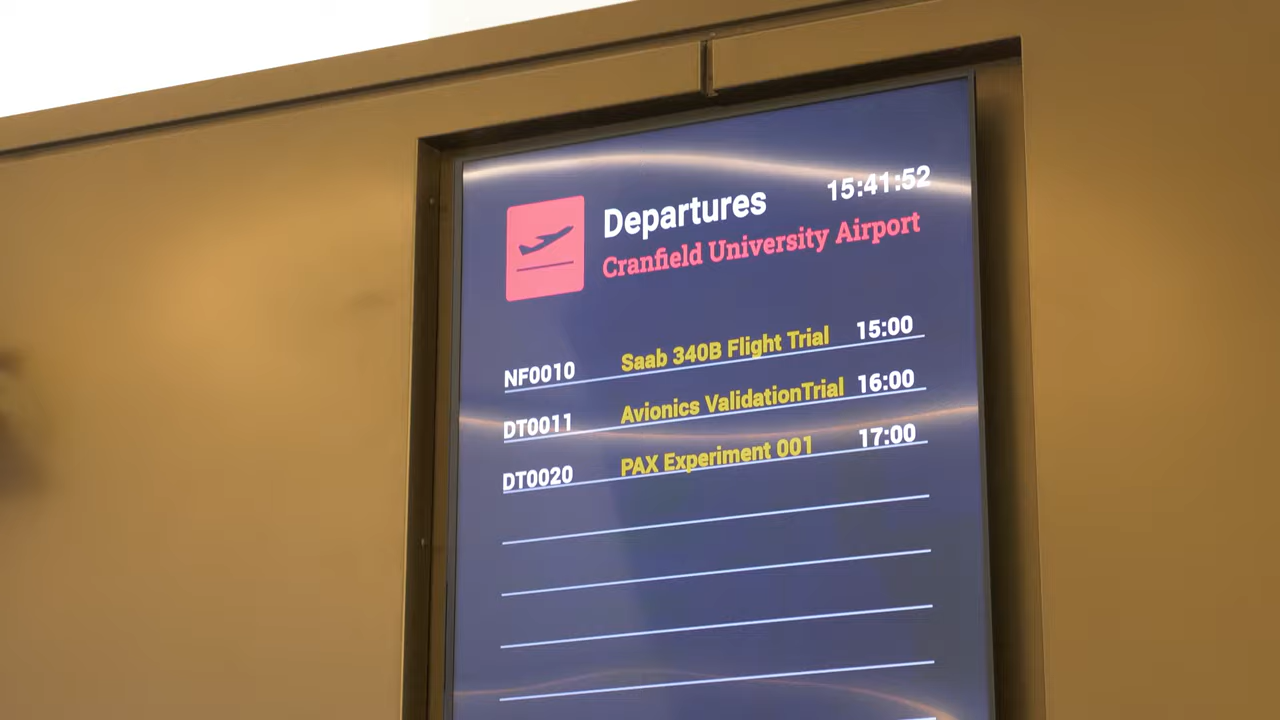 Departures 15:41:52
Cranfield University Airport
NF0010 Saab 340B Flight Trial 15:00
DT0011 Avionics ValidationTrial 16:00
DT0020 PAX Experiment 001 17:00